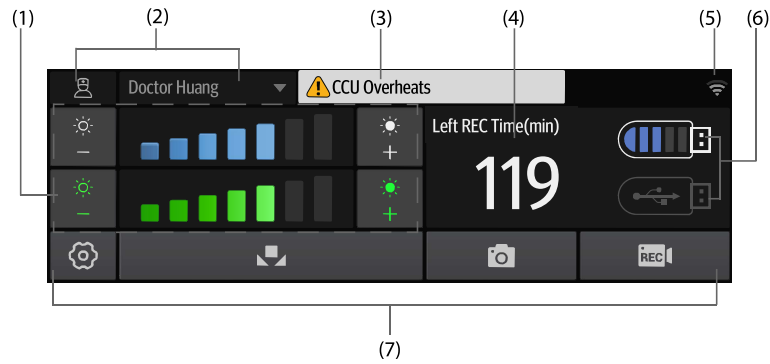 (1)
(2)
(3)
(4)
(5)
(6)
Doctor Huang
CCU Overheats
Left REC Time(min)
119
REC
(7)